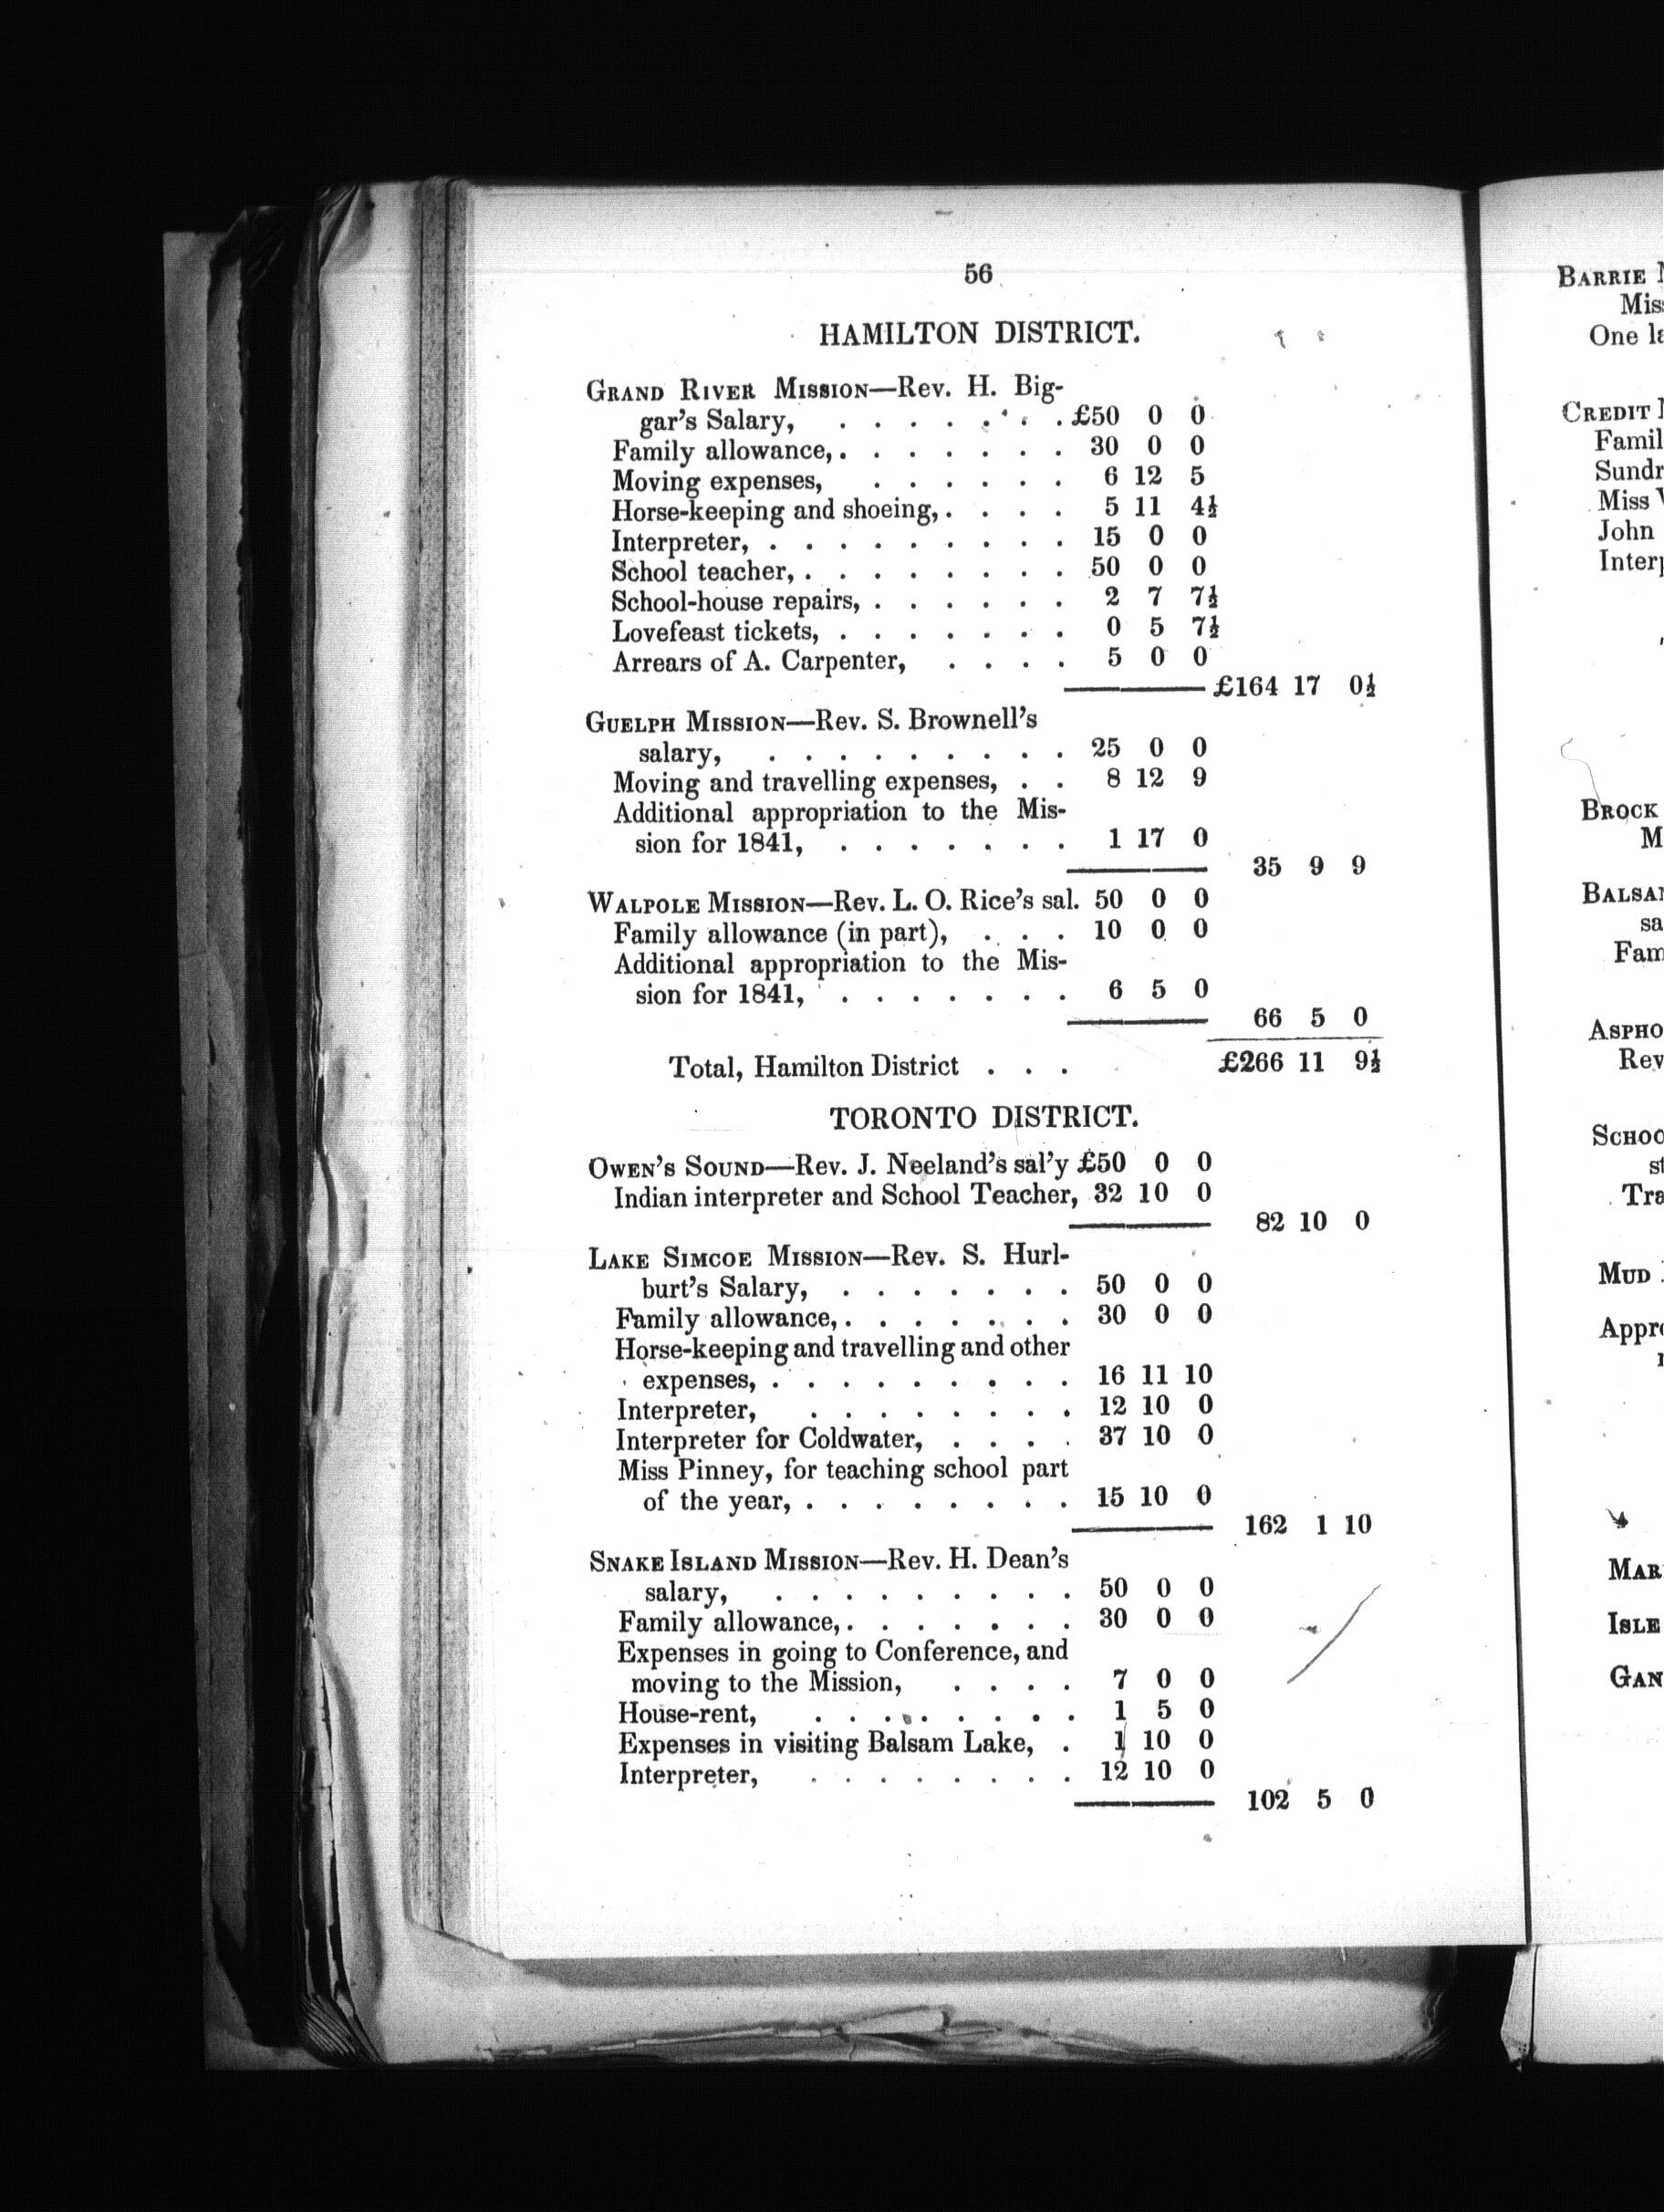 56
HAMILTON DISTRICT.
GRAND RIVER MISSION—Rev. H. Big-
gar's Salary, . . . . . . . £50 0 0
Family allowance, . . . . . . . 30 0 0
Moving expenses, . . . . . . 6 12 5
Horse-keeping and shoeing, . . . . 5 11 4½
Interpreter, . . . . . . . . . 15 0 0
School teacher, . . . . . . . . 50 0 0
School-house repairs, . . . . . . 2 7 7½
Lovefeast tickets, . . . . . . . 0 5 7½
Arrears of A. Carpenter, . . . . 5 0 0
£164 17 0½
GUELPH MISSION—Rev. S. Brownell's
salary, . . . . . . . . . 25 0 0
Moving and travelling expenses, . . 8 12 9
Additional appropriation to the Mis-
sion for 1841, . . . . . . . 1 17 0
35 9 9
WALPOLE MISSION—Rev. L. O. Rice's sal. 50 0 0
Family allowance (in part), . . . 10 0 0
Additional appropriation to the Mis-
sion for 1841, . . . . . . . 6 5 0
66 5 0
Total, Hamilton District . . . £266 11 9½
TORONTO DISTRICT.
OWEN'S SOUND—Rev. J. Neeland's sal'y £50 0 0
Indian interpreter and School Teacher, 32 10 0
82 10 0
LAKE SIMCOE MISSION—Rev. S. Hurl-
burt's Salary, . . . . . . . 50 0 0
Family allowance, . . . . . . . 30 0 0
Horse-keeping and travelling and other
expenses, . . . . . . . . . 16 11 10
Interpreter, . . . . . . . . 12 10 0
Interpreter for Coldwater, . . . . 37 10 0
Miss Pinney, for teaching school part
of the year, . . . . . . . . 15 10 0
162 1 10
SNAKE ISLAND MISSION—Rev. H. Dean's
salary, . . . . . . . . . 50 0 0
Family allowance, . . . . . . . 30 0 0
Expenses in going to Conference, and
moving to the Mission, . . . . 7 0 0
House-rent, . . . . . . . . 1 5 0
Expenses in visiting Balsam Lake, . 1 10 0
Interpreter, . . . . . . . . 12 10 0
102 5 0
BARRIE
One
CREDIT
Miss
John
BROCK
MUD
ISLE